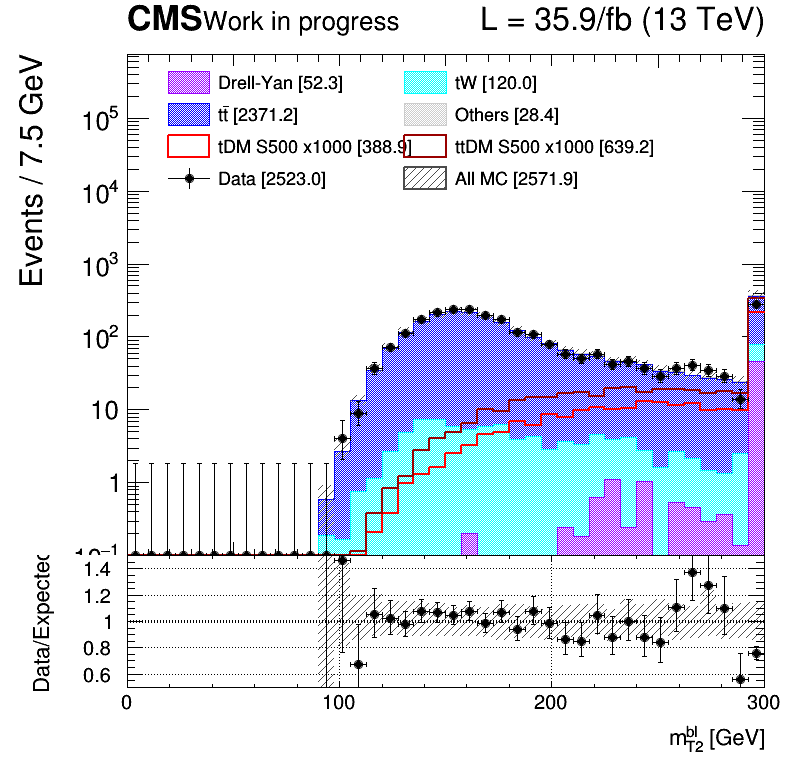 CMS Work in progress L = 35.9/fb (13 TeV)
Events / 7.5 GeV
Drell-Yan [52.3] tW [120.0]
tt̄ [2371.2] Others [28.4]
tDM S500 x1000 [388.9] ttDM S500 x1000 [639.2]
Data [2523.0] All MC [2571.9]
10⁵
10⁴
10³
10²
10
1
10⁻¹
Data/Expected
1.4
1.2
1
0.8
0.6
0 100 200 300
m_T2^bl [GeV]